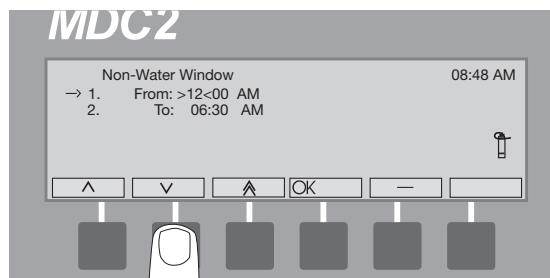 MDC2
Non-Water Window 08:48 AM
→ 1. From: >12<00 AM
2. To: 06:30 AM
OK